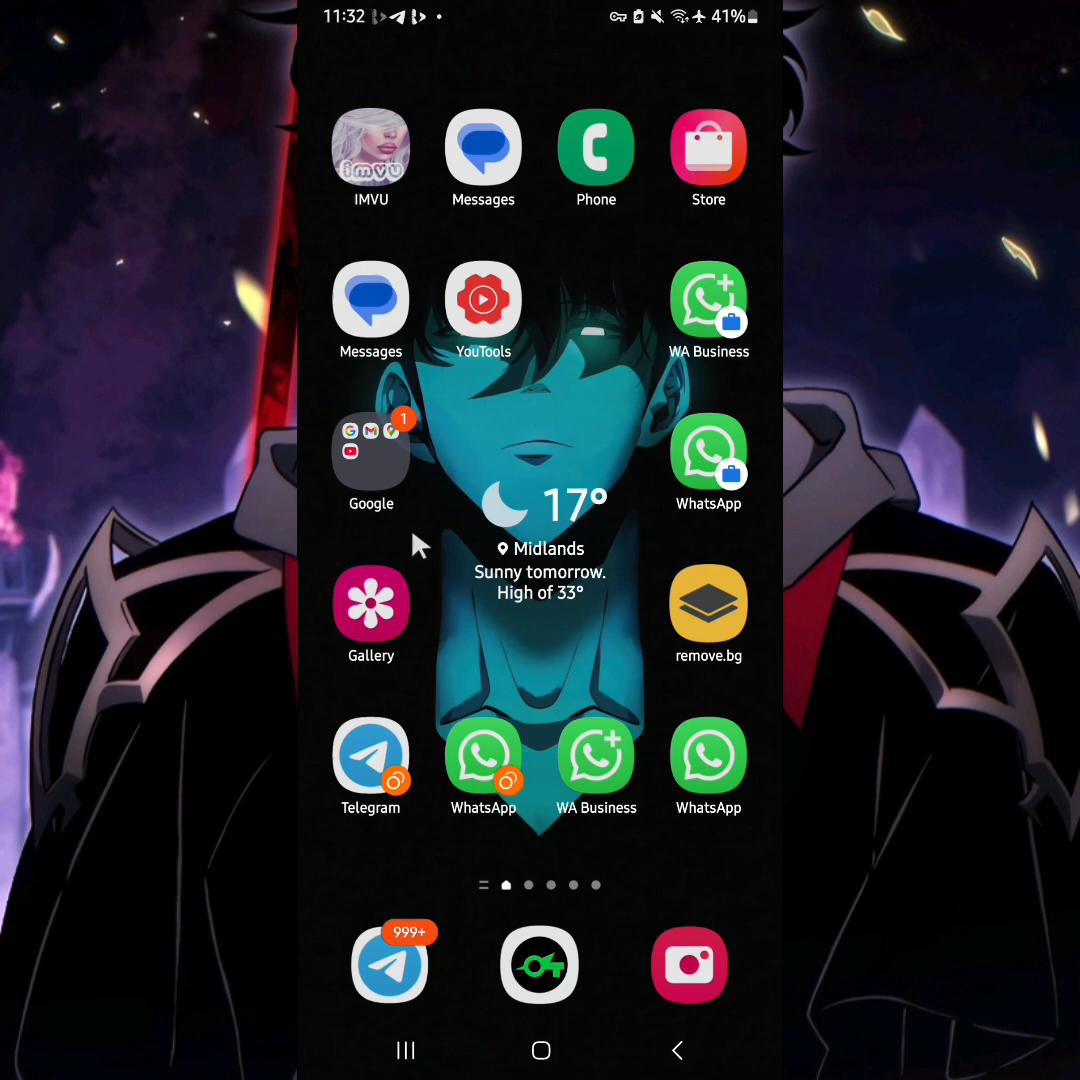 11:32
41%
imvu
IMVU
Messages
Phone
Store
Messages
YouTools
WA Business
1
Google
WhatsApp
17°
Midlands
Sunny tomorrow.
High of 33°
Gallery
remove.bg
Telegram
WhatsApp
WA Business
WhatsApp
999+